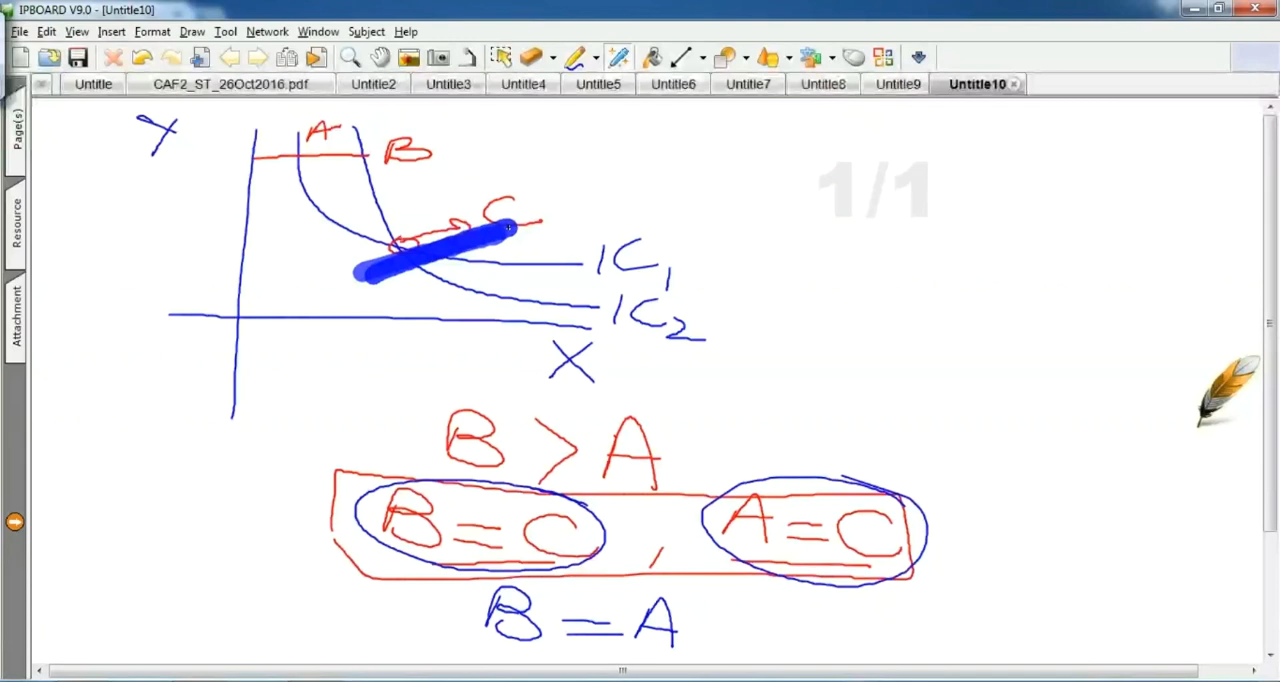 IPBOARD V9.0 - [Untitle10]
File Edit View Insert Format Draw Tool Network Window Subject Help
Untitle CAF2_ST_26Oct2016.pdf Untitle2 Untitle3 Untitle4 Untitle5 Untitle6 Untitle7 Untitle8 Untitle9 Untitle10
Page(s)
Resource
Attachment
1/1
Y
A
B
C
IC1
IC2
X
B > A
B = C , A = C
B = A